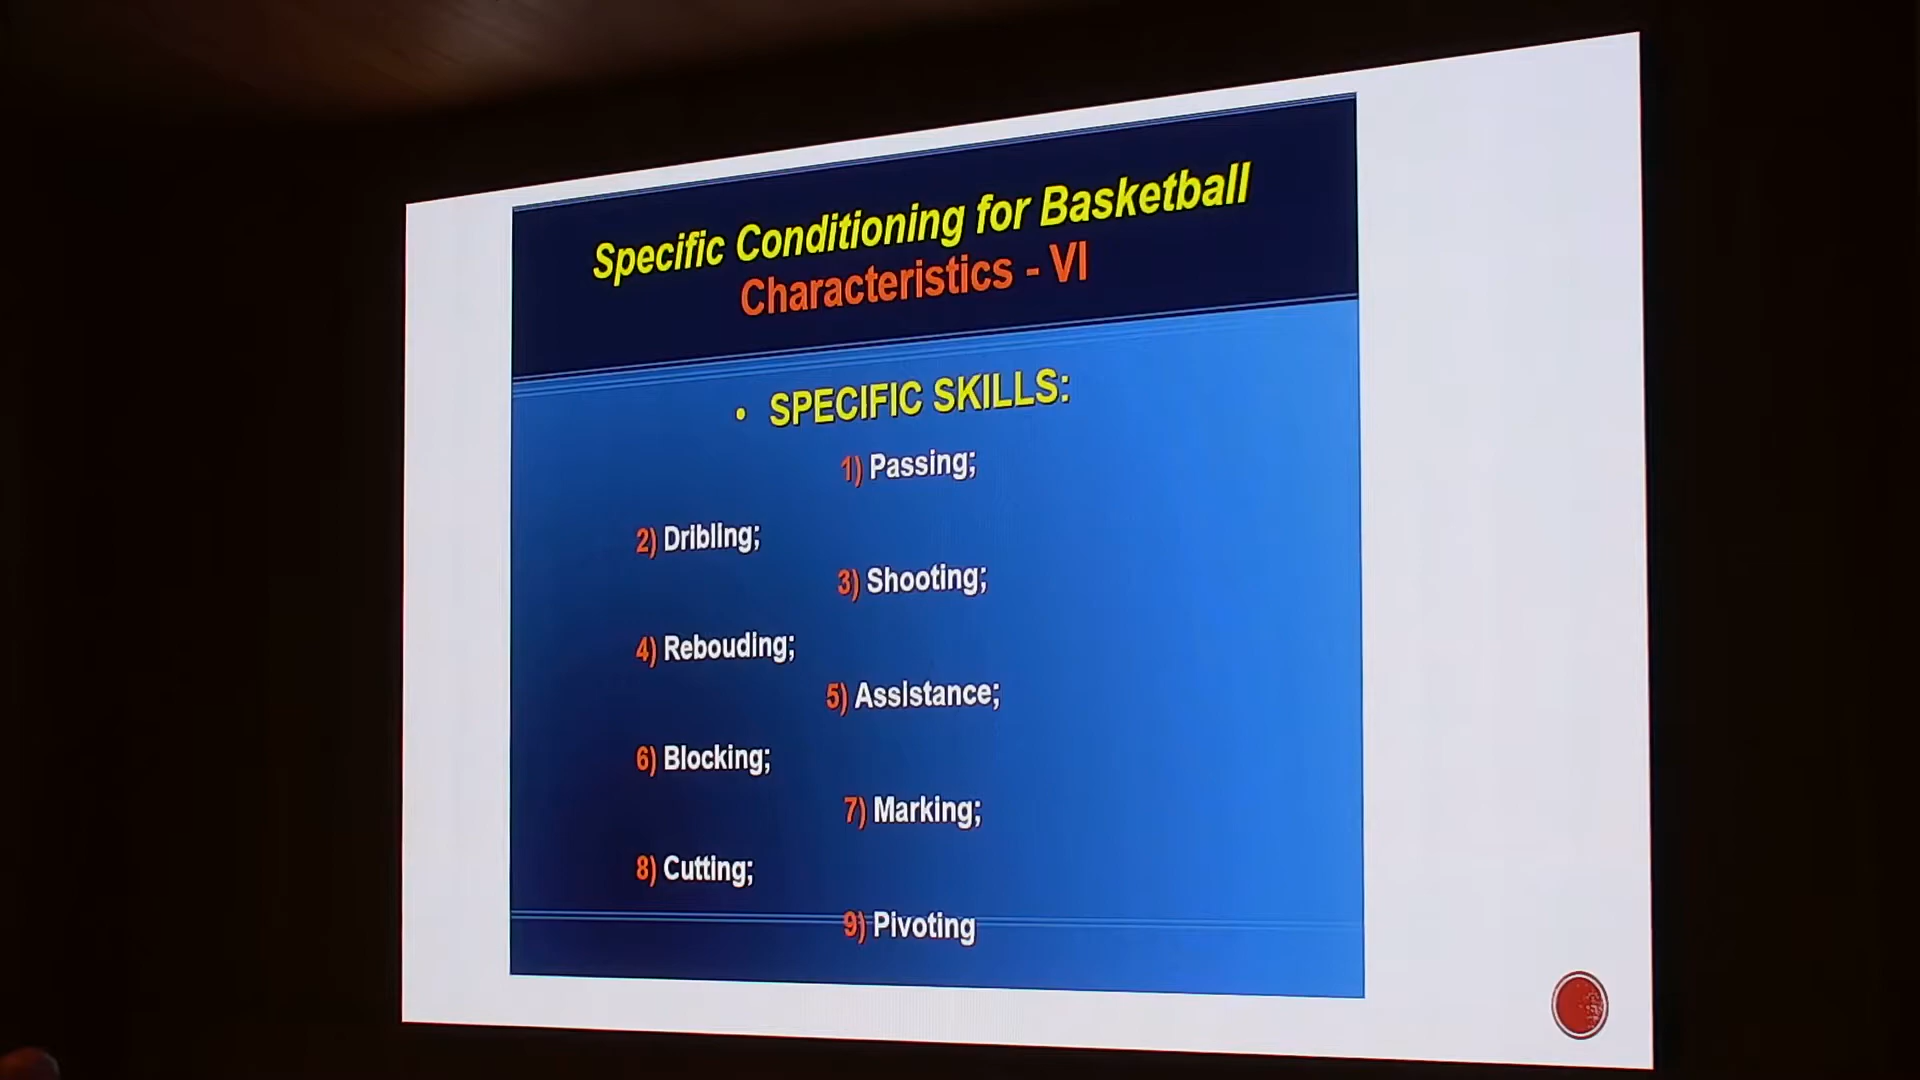 Specific Conditioning for Basketball
Characteristics - VI
• SPECIFIC SKILLS:
1) Passing;
2) Dribling;
3) Shooting;
4) Rebouding;
5) Assistance;
6) Blocking;
7) Marking;
8) Cutting;
9) Pivoting